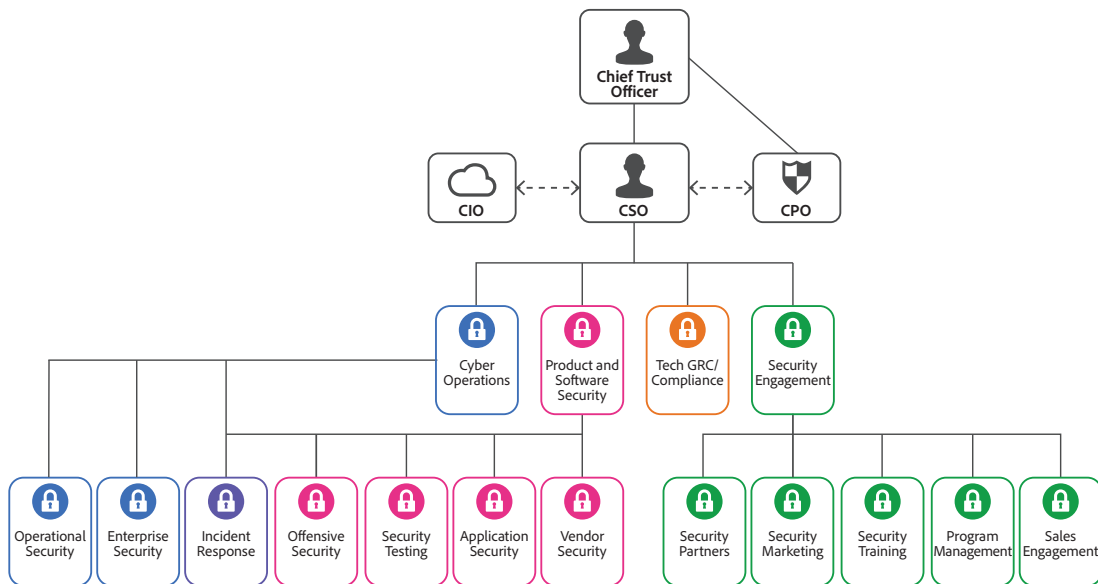 Chief Trust
Officer
CIO
CSO
CPO
Cyber
Operations
Product and
Software
Security
Tech GRC/
Compliance
Security
Engagement
Operational
Security
Enterprise
Security
Incident
Response
Offensive
Security
Security
Testing
Application
Security
Vendor
Security
Security
Partners
Security
Marketing
Security
Training
Program
Management
Sales
Engagement